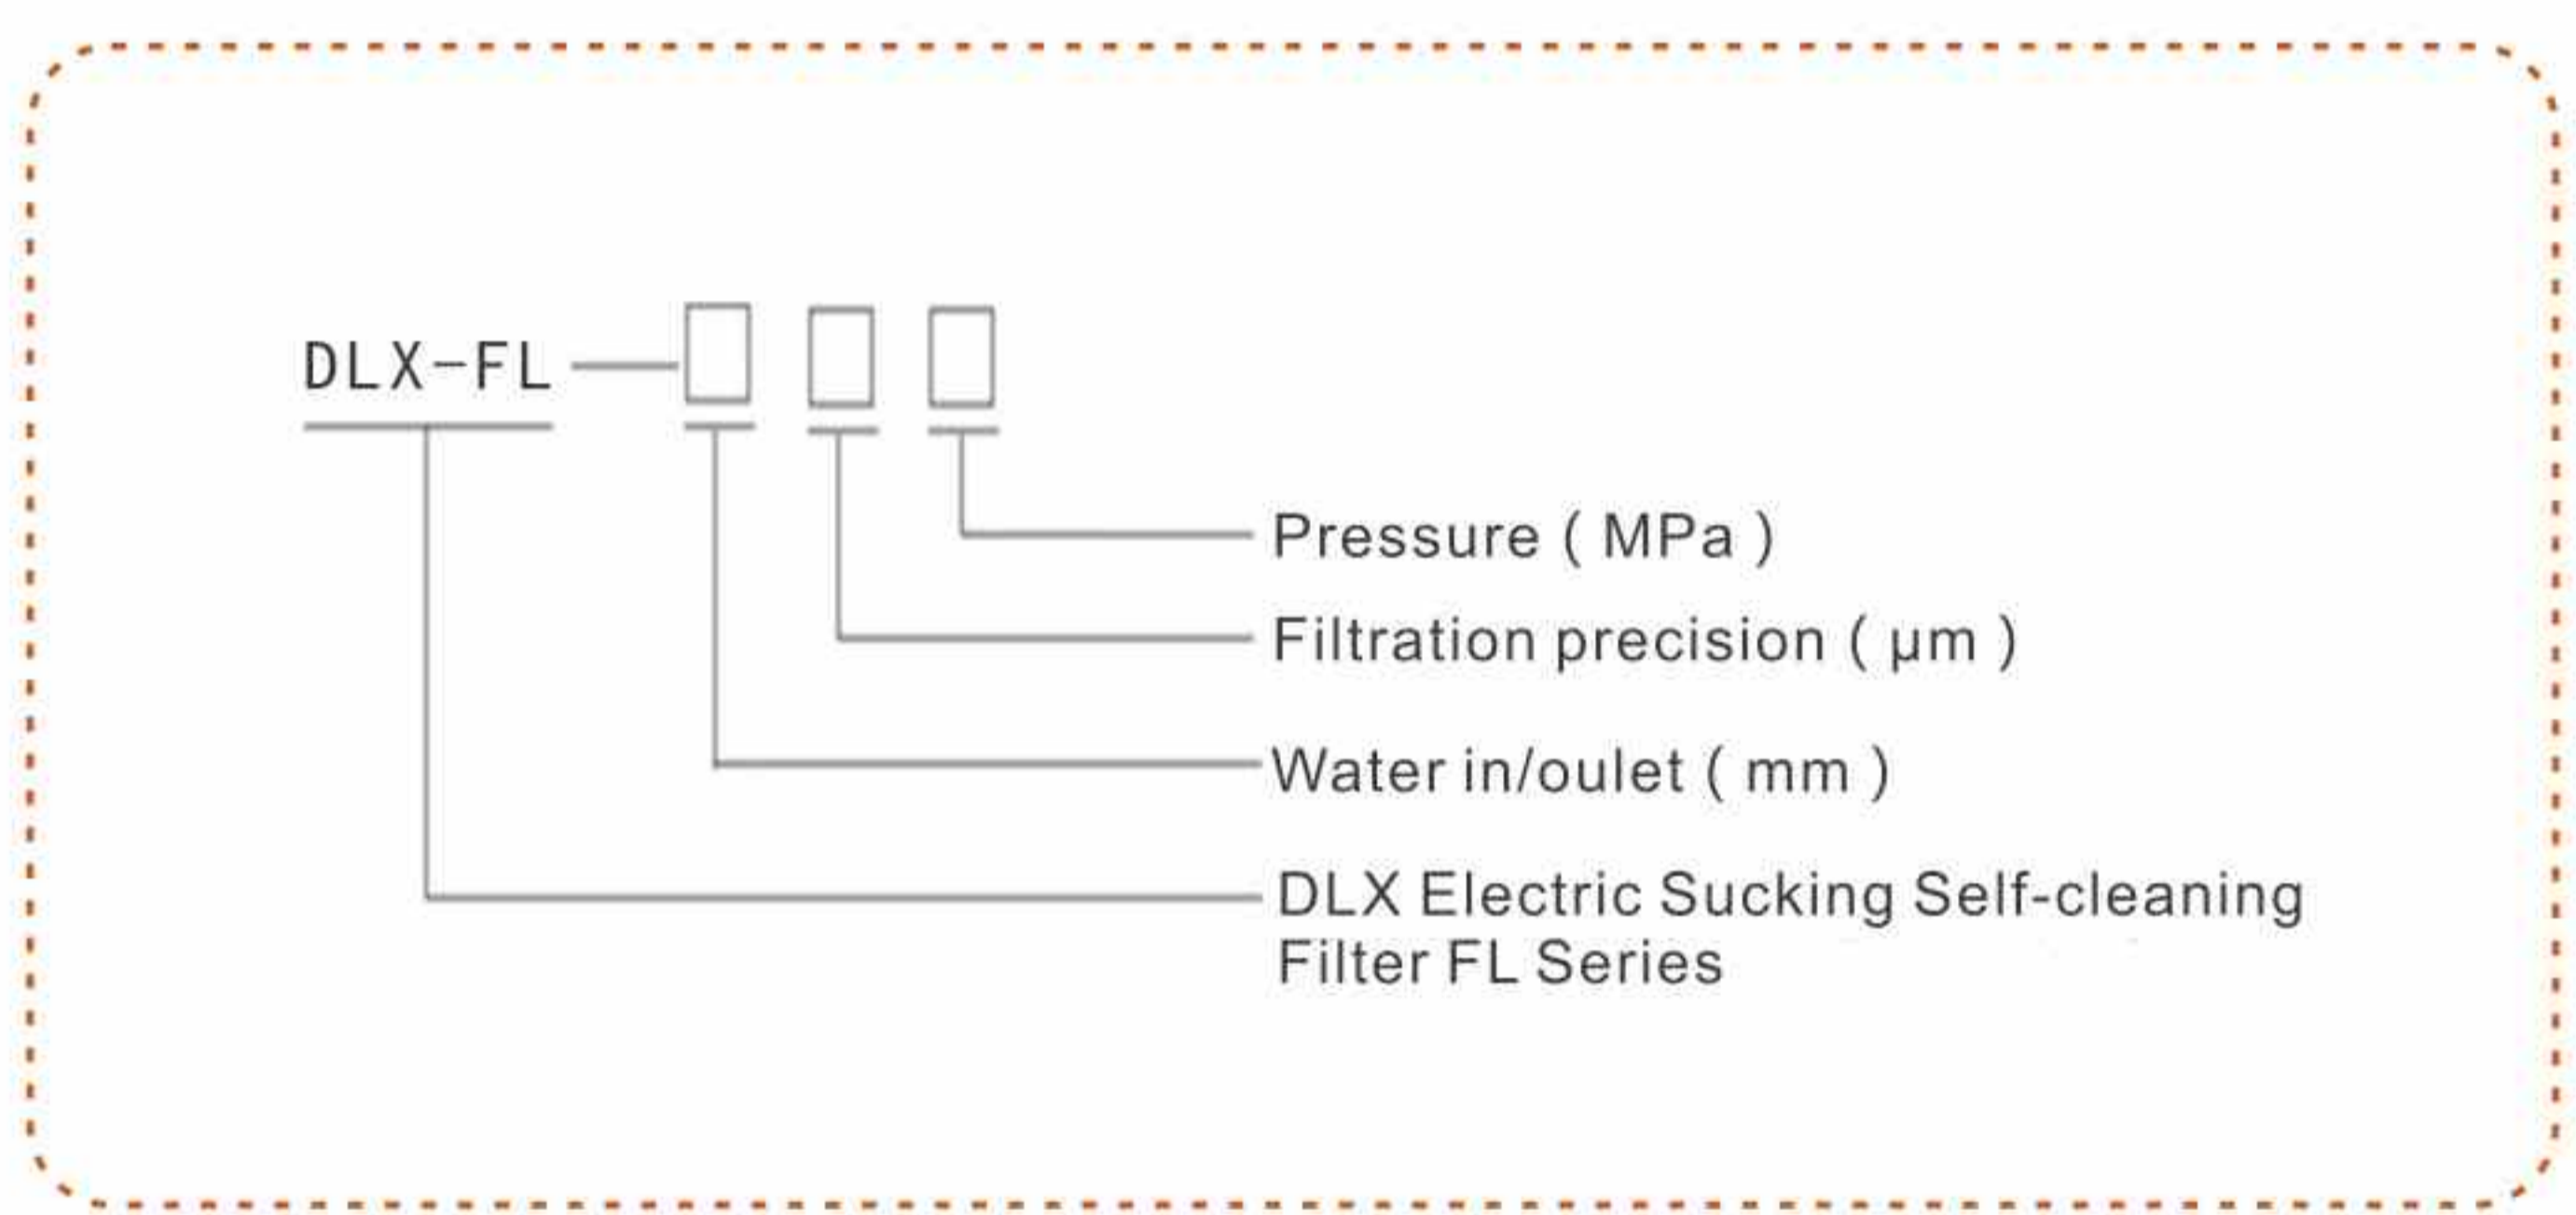 DLX-FL
Pressure ( MPa )
Filtration precision ( μm )
Water in/oulet ( mm )
DLX Electric Sucking Self-cleaning
Filter FL Series